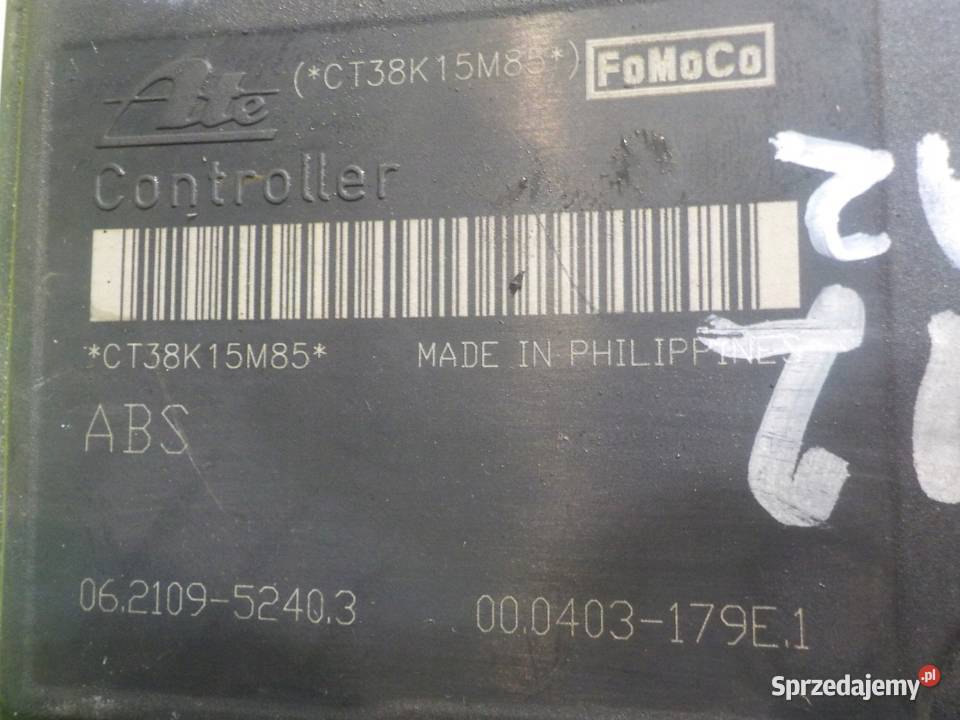 Ate (*CT38K15M85*) FoMoCo
Controller
*CT38K15M85* MADE IN PHILIPPINES
ABS
06.2109-5240.3 00.0403-179E.1
Sprzedajemy.pl